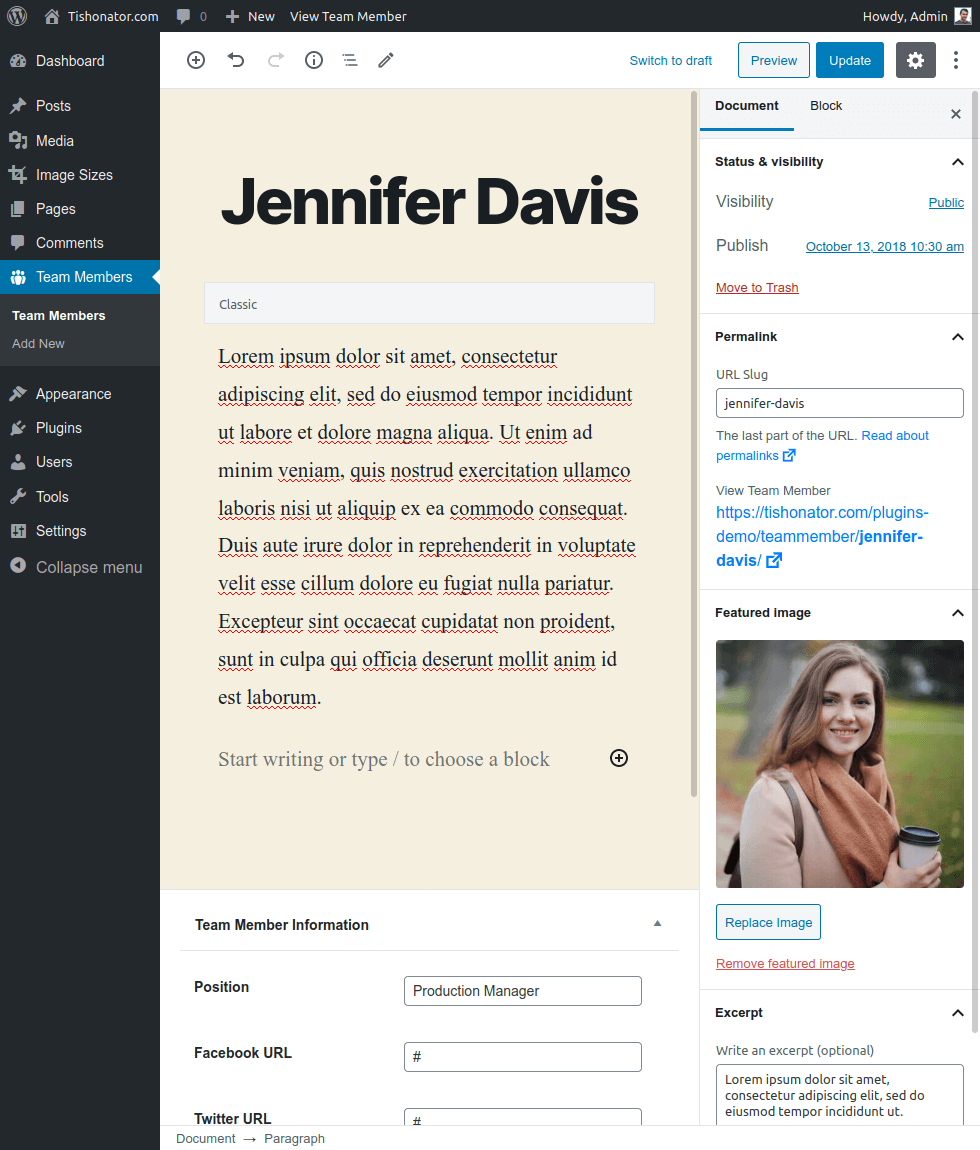 Tishonator.com 0 New View Team Member Howdy, Admin
Dashboard
Posts
Media
Image Sizes
Pages
Comments
Team Members
Team Members
Add New
Appearance
Plugins
Users
Tools
Settings
Collapse menu
Switch to draft Preview Update
Jennifer Davis
Classic
Lorem ipsum dolor sit amet, consectetur
adipiscing elit, sed do eiusmod tempor incididunt
ut labore et dolore magna aliqua. Ut enim ad
minim veniam, quis nostrud exercitation ullamco
laboris nisi ut aliquip ex ea commodo consequat.
Duis aute irure dolor in reprehenderit in voluptate
velit esse cillum dolore eu fugiat nulla pariatur.
Excepteur sint occaecat cupidatat non proident,
sunt in culpa qui officia deserunt mollit anim id
est laborum.
Start writing or type / to choose a block
Team Member Information
Position Production Manager
Facebook URL #
Twitter URL #
Document → Paragraph
Document Block
Status & visibility
Visibility Public
Publish October 13, 2018 10:30 am
Move to Trash
Permalink
URL Slug
jennifer-davis
The last part of the URL. Read about
permalinks
View Team Member
https://tishonator.com/plugins-
demo/teammember/jennifer-
davis/
Featured image
Replace Image
Remove featured image
Excerpt
Write an excerpt (optional)
Lorem ipsum dolor sit amet,
consectetur adipiscing elit, sed do
eiusmod tempor incididunt ut.